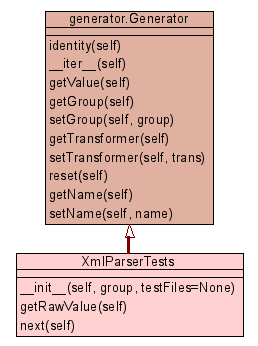 generator.Generator
identity(self)
__iter__(self)
getValue(self)
getGroup(self)
setGroup(self, group)
getTransformer(self)
setTransformer(self, trans)
reset(self)
getName(self)
setName(self, name)
XmlParserTests
__init__(self, group, testFiles=None)
getRawValue(self)
next(self)